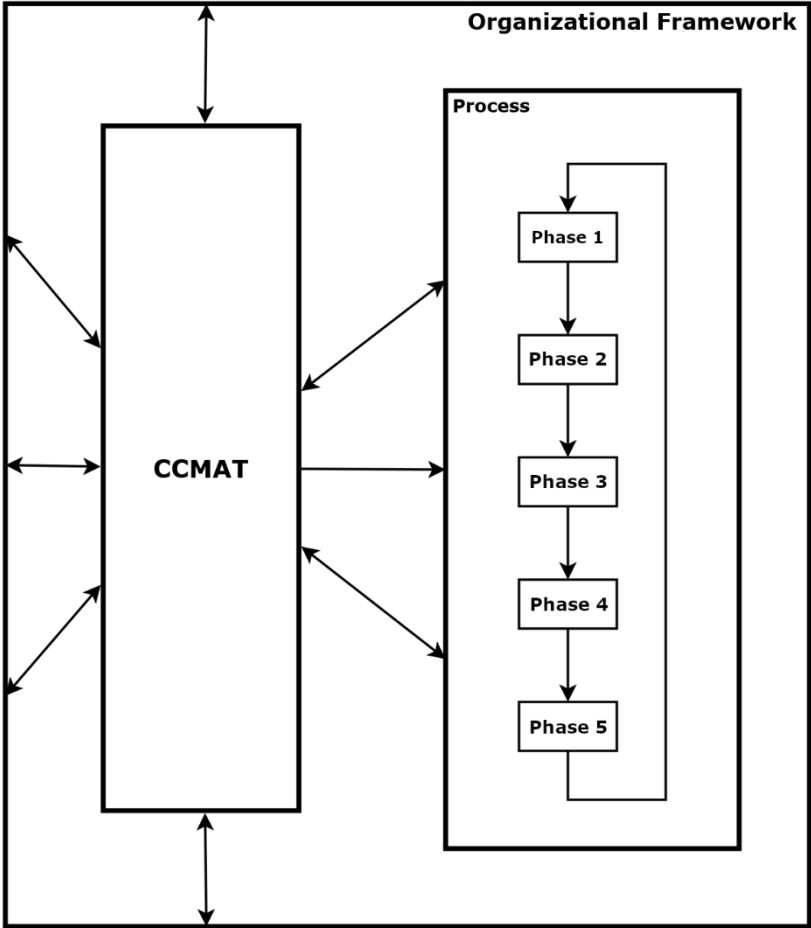 Organizational Framework
Process
Phase 1
Phase 2
CCMAT
Phase 3
Phase 4
Phase 5